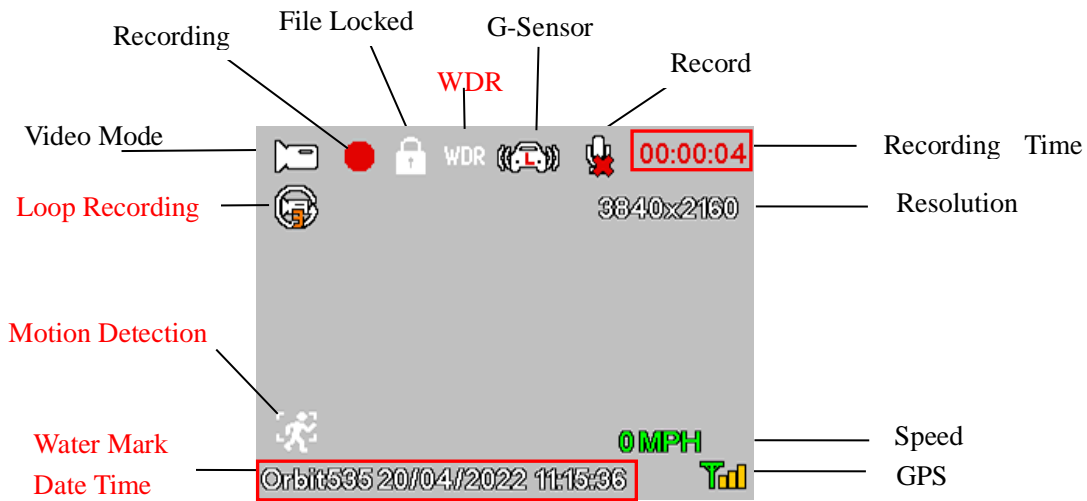 File Locked
G-Sensor
Recording
Record
WDR
Video Mode
WDR
L
00:00:04
Recording Time
Loop Recording
3
3840x2160
Resolution
Motion Detection
Water Mark
0 MPH
Speed
Date Time
Orbit535 20/04/2022 11:15:36
GPS